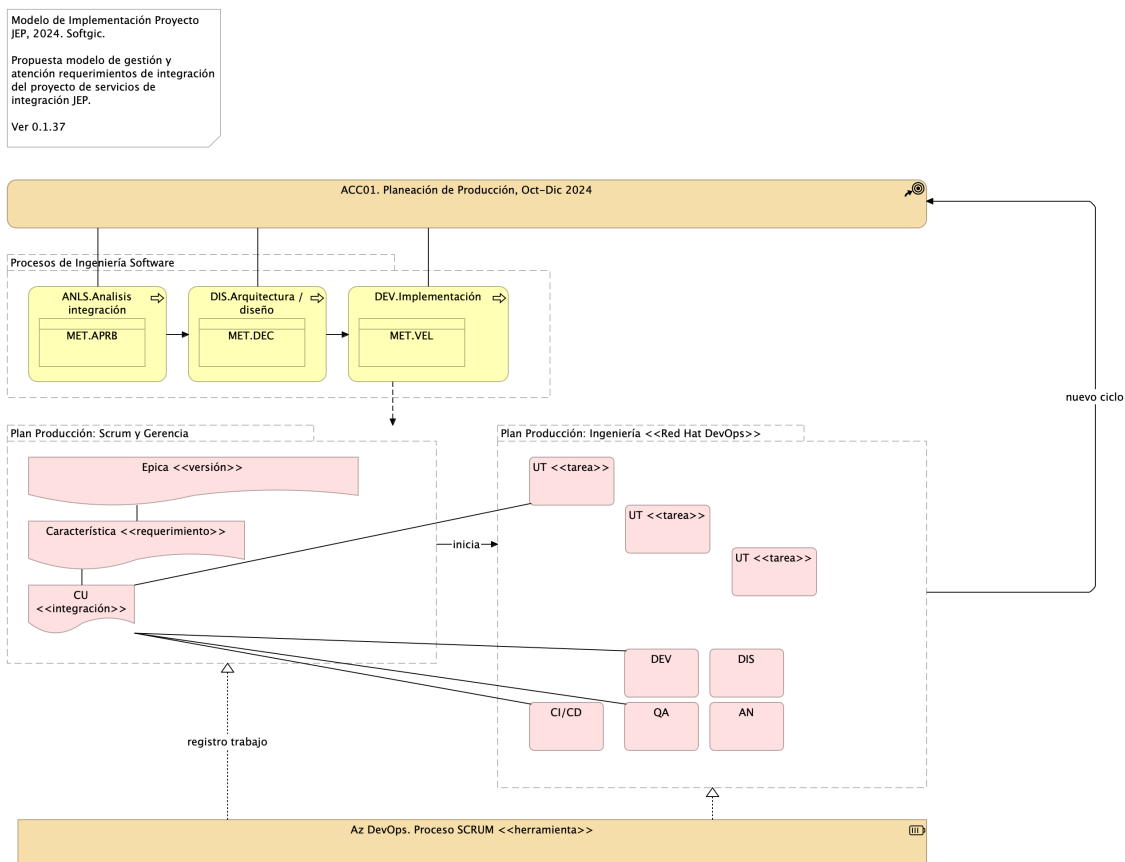 Modelo de Implementación Proyecto
JEP, 2024. Softgic.
Propuesta modelo de gestión y
atención requerimientos de integración
del proyecto de servicios de
integración JEP.
Ver 0.1.37
ACC01. Planeación de Producción, Oct-Dic 2024
Procesos de Ingeniería Software
ANLS.Analisis
integración
MET.APRB
DIS.Arquitectura /
diseño
MET.DEC
DEV.Implementación
MET.VEL
nuevo ciclo
Plan Producción: Scrum y Gerencia
Epica <<versión>>
Característica <<requerimiento>>
CU
<<integración>>
inicia
Plan Producción: Ingeniería <<Red Hat DevOps>>
UT <<tarea>>
UT <<tarea>>
UT <<tarea>>
DEV
DIS
CI/CD
QA
AN
registro trabajo
Az DevOps. Proceso SCRUM <<herramienta>>